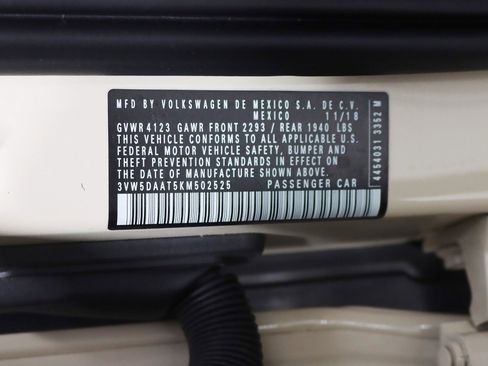 MFD BY VOLKSWAGEN DE MEXICO S.A. DE C.V.
MEXICO 11/18
GVWR 4123 GAWR FRONT 2293 / REAR 1940 LBS
THIS VEHICLE CONFORMS TO ALL APPLICABLE U.S.
FEDERAL MOTOR VEHICLE SAFETY, BUMPER AND
THEFT PREVENTION STANDARDS IN EFFECT ON
THE DATE OF MANUFACTURE SHOWN ABOVE.
3VW5DAAT5KM502525 PASSENGER CAR
4454031 3352 M